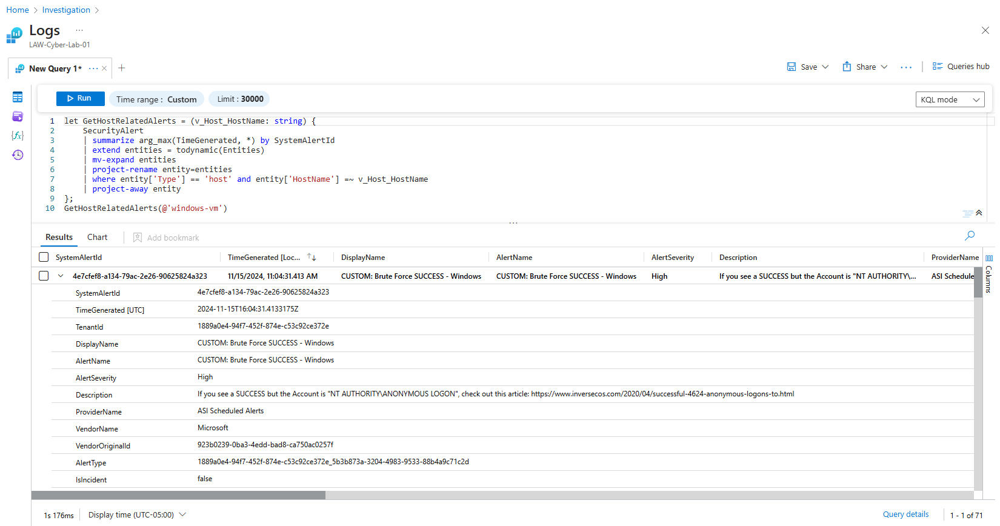 Home > Investigation >
Logs ...
LAW-Cyber-Lab-01
New Query 1* ... × +
Save Share ... | Queries hub
Run Time range : Custom Limit : 30000 KQL mode
1 let GetHostRelatedAlerts = (v_Host_HostName: string) {
2 SecurityAlert
3 | summarize arg_max(TimeGenerated, *) by SystemAlertId
4 | extend entities = todynamic(Entities)
5 | mv-expand entities
6 | project-rename entity=entities
7 | where entity['Type'] == 'host' and entity['HostName'] =~ v_Host_HostName
8 | project-away entity
9 };
10 GetHostRelatedAlerts(@'windows-vm')
Results Chart Add bookmark
SystemAlertId TimeGenerated [Loc... DisplayName AlertName AlertSeverity Description ProviderName
Columns
4e7cfef8-a134-79ac-2e26-90625824a323 11/15/2024, 11:04:31.413 AM CUSTOM: Brute Force SUCCESS - Windows CUSTOM: Brute Force SUCCESS - Windows High If you see a SUCCESS but the Account is "NT AUTHORITY\... ASI Schedule
SystemAlertId 4e7cfef8-a134-79ac-2e26-90625824a323
TimeGenerated [UTC] 2024-11-15T16:04:31.4133175Z
TenantId 1889a0e4-94f7-452f-874e-c53c92ce372e
DisplayName CUSTOM: Brute Force SUCCESS - Windows
AlertName CUSTOM: Brute Force SUCCESS - Windows
AlertSeverity High
Description If you see a SUCCESS but the Account is "NT AUTHORITY\ANONYMOUS LOGON", check out this article: https://www.inversecos.com/2020/04/successful-4624-anonymous-logons-to.html
ProviderName ASI Scheduled Alerts
VendorName Microsoft
VendorOriginalId 923b0239-0ba3-4edd-bad8-ca750ac0257f
AlertType 1889a0e4-94f7-452f-874e-c53c92ce372e_5b3b873a-3204-4983-9533-88b4a9c71c2d
IsIncident false
1s 176ms Display time (UTC-05:00) Query details 1 - 1 of 71